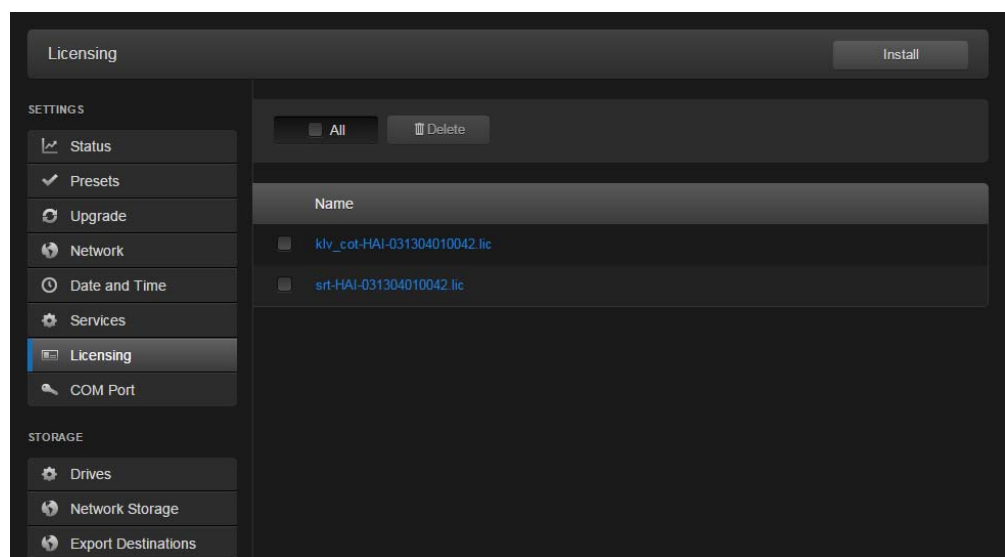 Licensing
Install
SETTINGS
Status
Presets
Upgrade
Network
Date and Time
Services
Licensing
COM Port
STORAGE
Drives
Network Storage
Export Destinations
All
Delete
Name
klv_cot-HAI-031304010042.lic
srt-HAI-031304010042.lic